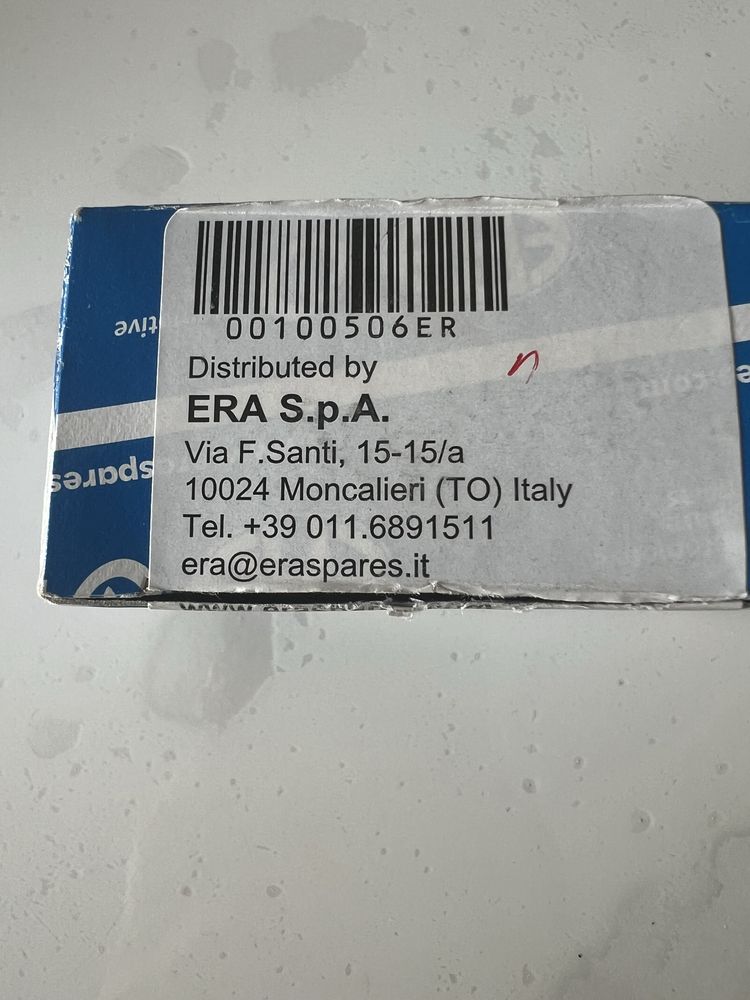 00100506ER
Distributed by
ERA S.p.A.
Via F.Santi, 15-15/a
10024 Moncalieri (TO) Italy
Tel. +39 011.6891511
era@eraspares.it